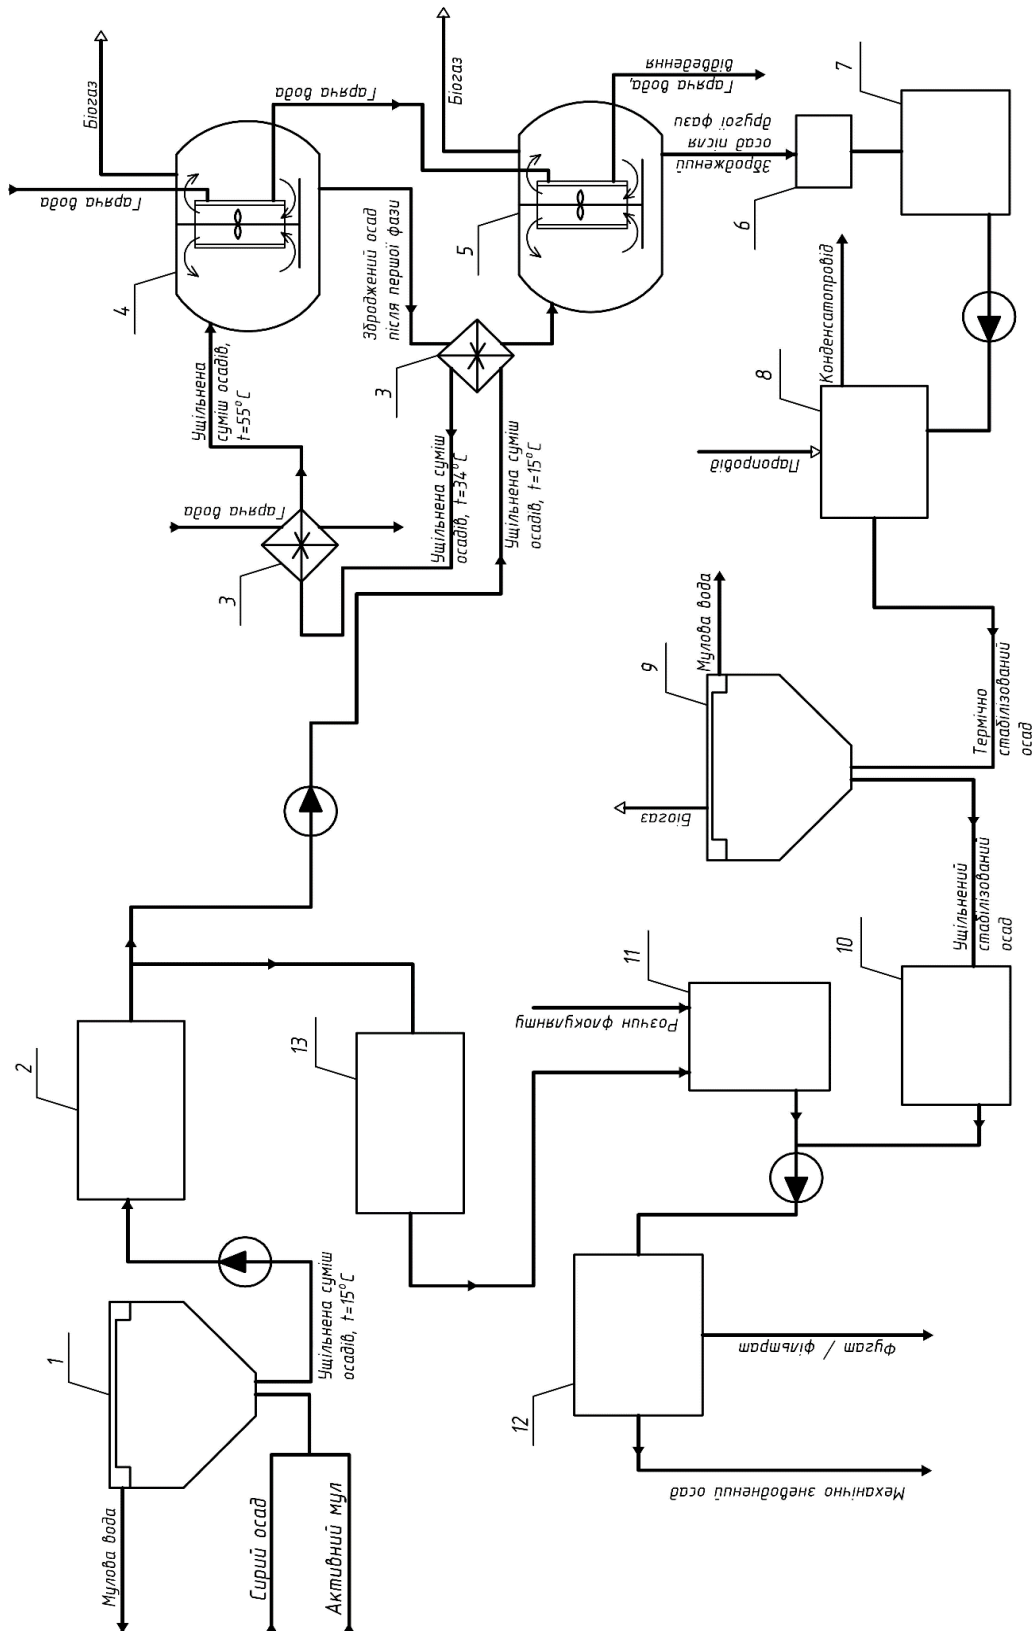 Мулова вода
1
Сирий осад
Активний мул
Ущільнена суміш
осадів, t=15°C
2
13
3
Гаряча вода
Ущільнена
суміш осадів,
t=55°C
4
Гаряча вода
Біогаз
Гаряча вода
Зброджений осад
після першої фази
3
Ущільнена суміш
осадів, t=34°C
Ущільнена суміш
осадів, t=15°C
5
Біогаз
Гаряча вода,
відведення
Зброджений
осад після
другої фази
6
7
8
Паропровід
Конденсатопровід
9
Мулова вода
Біогаз
Термічно
стабілізований
осад
Ущільнений
стабілізований
осад
10
11
Розчин флокулянту
12
Фугат / фільтрат
Механічно зневоднений осад